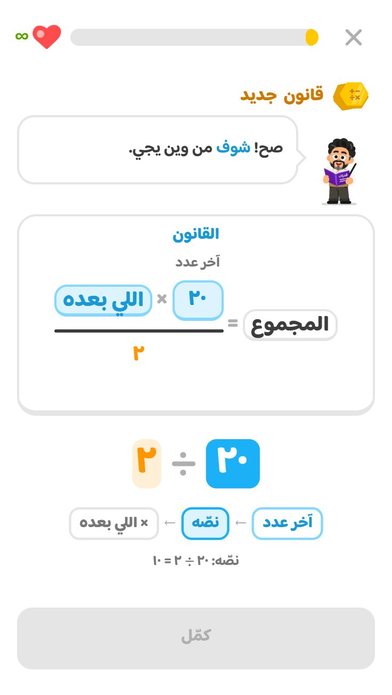 ∞
قانون جديد
صح! شوف من وين يجي.
القانون
آخر عدد
المجموع = ٢٠ × اللي بعده
٢
٢٠ ÷ ٢
آخر عدد ← نصّه ← × اللي بعده
نصّه: ٢٠ ÷ ٢ = ١٠
كمّل